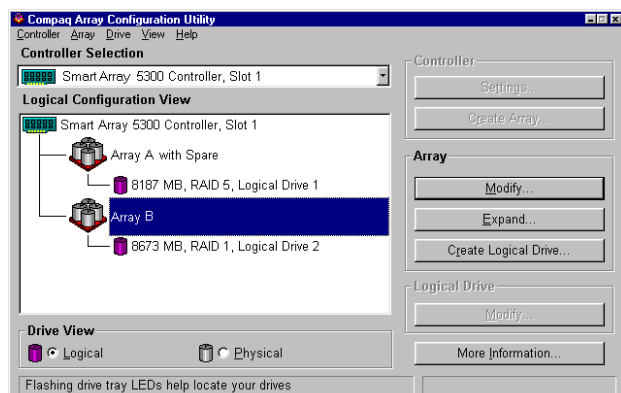 Compaq Array Configuration Utility
Controller Array Drive View Help
Controller Selection
Smart Array 5300 Controller, Slot 1
Logical Configuration View
Smart Array 5300 Controller, Slot 1
Array A with Spare
8187 MB, RAID 5, Logical Drive 1
Array B
8673 MB, RAID 1, Logical Drive 2
Drive View
Logical
Physical
Flashing drive tray LEDs help locate your drives
Controller
Settings...
Create Array...
Array
Modify...
Expand...
Create Logical Drive...
Logical Drive
Modify...
More Information...